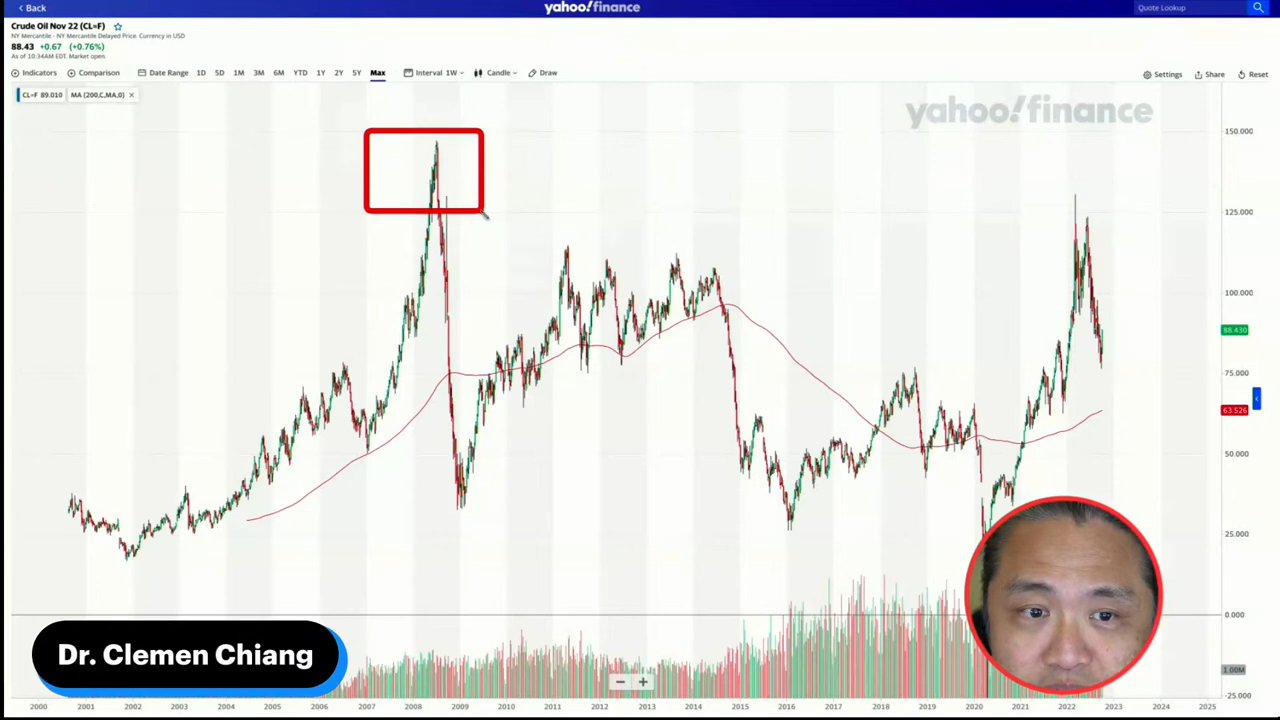 Back
yahoo!finance
Quote Lookup
Crude Oil Nov 22 (CL=F)
NY Mercantile - NY Mercantile Delayed Price. Currency in USD
88.43 +0.67 (+0.76%)
As of 10:34AM EDT. Market open.
Indicators Comparison Date Range 1D 5D 1M 3M 6M YTD 1Y 2Y 5Y Max Interval 1W Candle Draw Settings Share Reset
CL=F 89.010 MA (200,C,MA,0)
yahoo!finance
150.000
125.000
100.000
88.430
75.000
63.526
50.000
25.000
0.000
Dr. Clemen Chiang
1.00M
-25.000
2000 2001 2002 2003 2004 2005 2006 2007 2008 2009 2010 2011 2012 2013 2014 2015 2016 2017 2018 2019 2020 2021 2022 2023 2024 2025